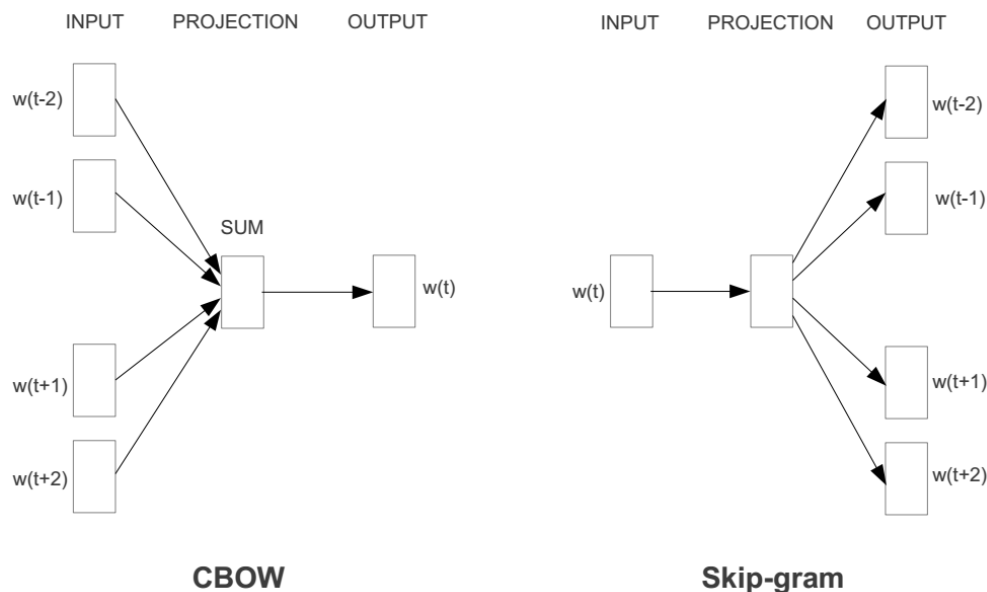 INPUT PROJECTION OUTPUT
w(t-2)
w(t-1)
SUM
w(t)
w(t+1)
w(t+2)
CBOW
INPUT PROJECTION OUTPUT
w(t-2)
w(t-1)
w(t)
w(t+1)
w(t+2)
Skip-gram